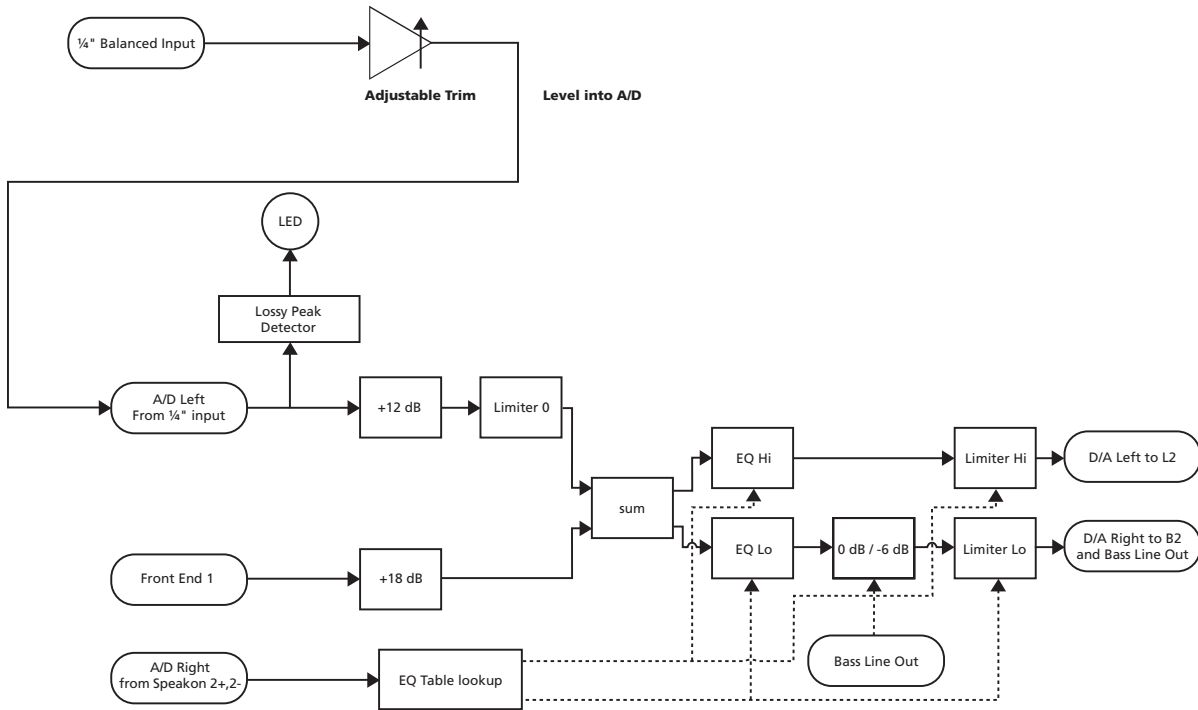 ¼" Balanced Input
Adjustable Trim
Level into A/D
LED
Lossy Peak
Detector
A/D Left
From ¼" input
+12 dB
Limiter 0
EQ Hi
Limiter Hi
D/A Left to L2
sum
EQ Lo
0 dB / -6 dB
Limiter Lo
D/A Right to B2
and Bass Line Out
Front End 1
+18 dB
A/D Right
from Speakon 2+,2-
EQ Table lookup
Bass Line Out